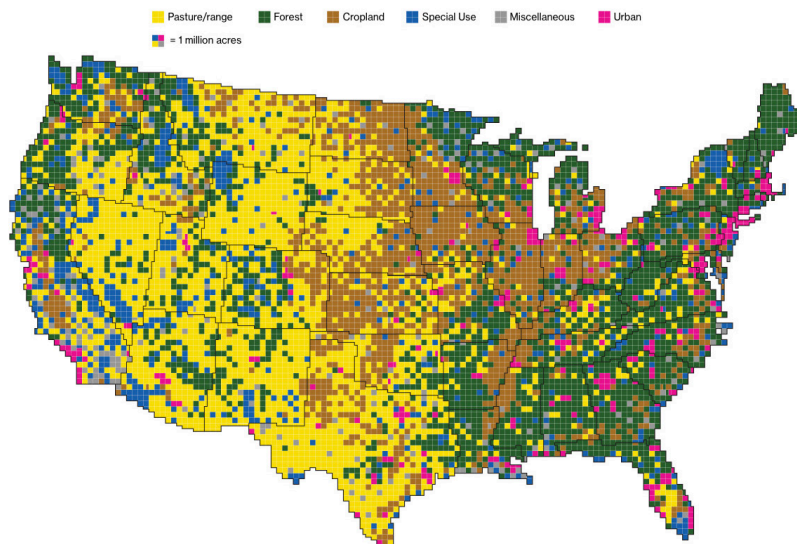 Pasture/range Forest Cropland Special Use Miscellaneous Urban
= 1 million acres